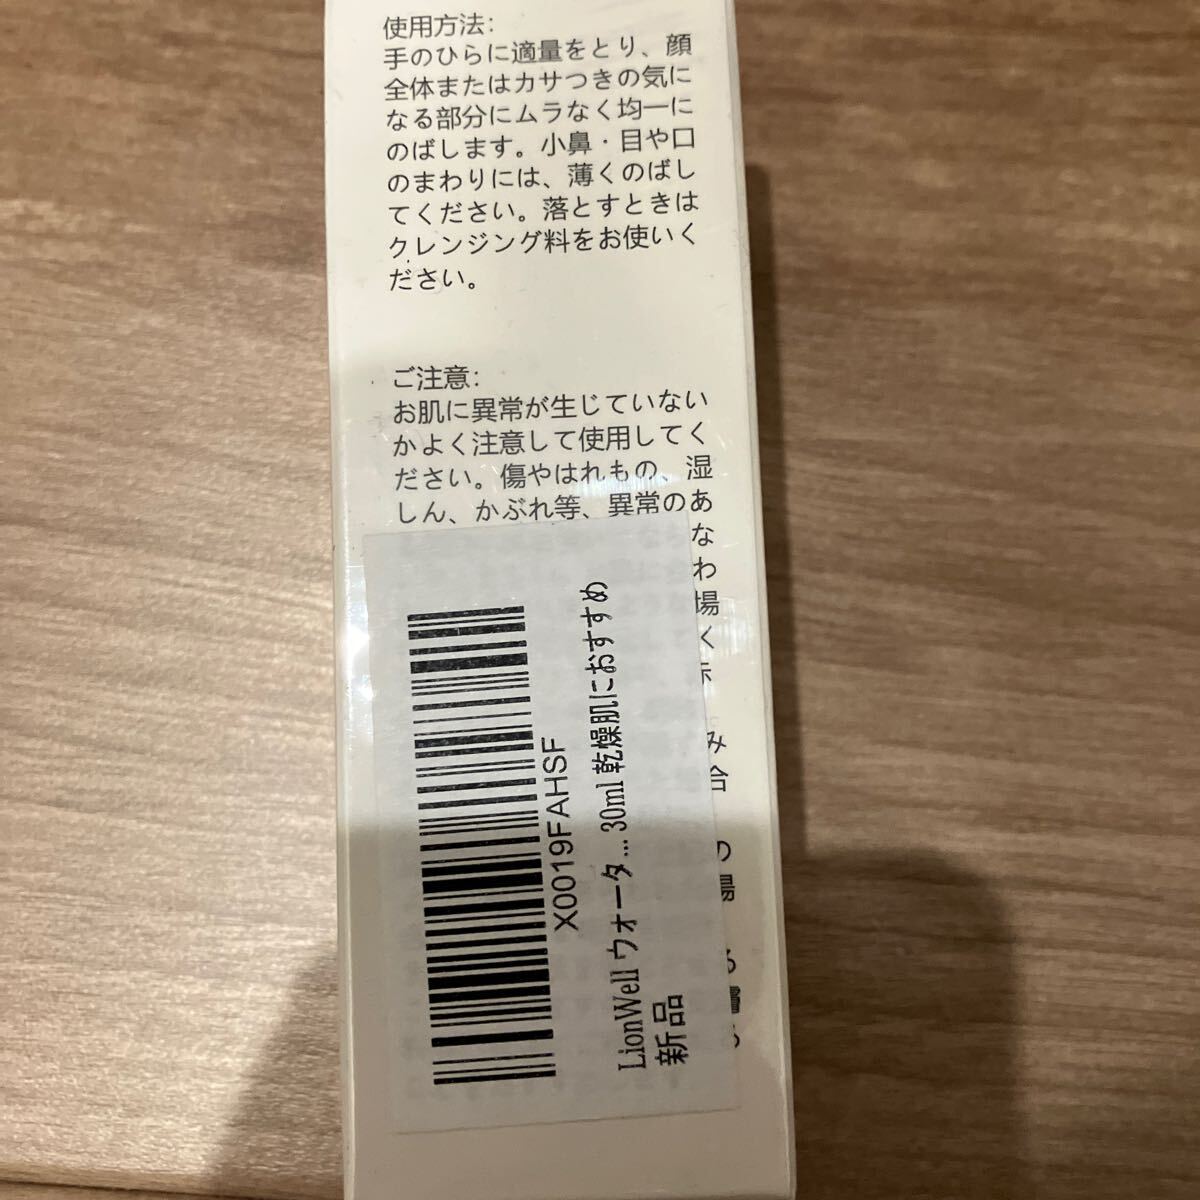 使用方法:
手のひらに適量をとり、顔
全体またはカサつきの気に
なる部分にムラなく均一に
のばします。小鼻・目や口
のまわりには、薄くのばし
てください。落とすときは
クレンジング料をお使いく
ださい。
ご注意:
お肌に異常が生じていない
かよく注意して使用してく
ださい。傷やはれもの、湿
しん、かぶれ等、異常のあ
な
わ
場
く
み
合
の
X0019FAHSF
LionWell ウォータ... 30ml 乾燥肌におすすめ
新品